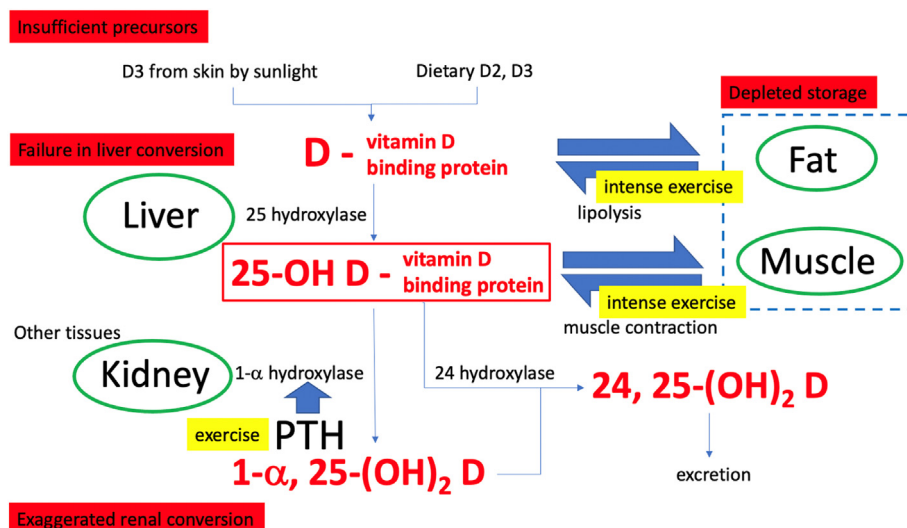 Insufficient precursors
D3 from skin by sunlight
Dietary D2, D3
Depleted storage
Failure in liver conversion
D - vitamin D
binding protein
Fat
intense exercise
lipolysis
Liver
25 hydroxylase
25-OH D - vitamin D
binding protein
Muscle
intense exercise
muscle contraction
Other tissues
Kidney
1-α hydroxylase
24 hydroxylase
24, 25-(OH)₂ D
exercise
PTH
1-α, 25-(OH)₂ D
excretion
Exaggerated renal conversion